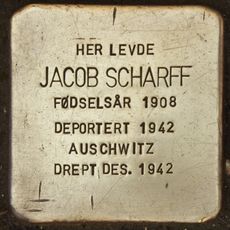 HER LEVDE
JACOB SCHARFF
FØDSELSÅR 1908
DEPORTERT 1942
AUSCHWITZ
DREPT DES. 1942